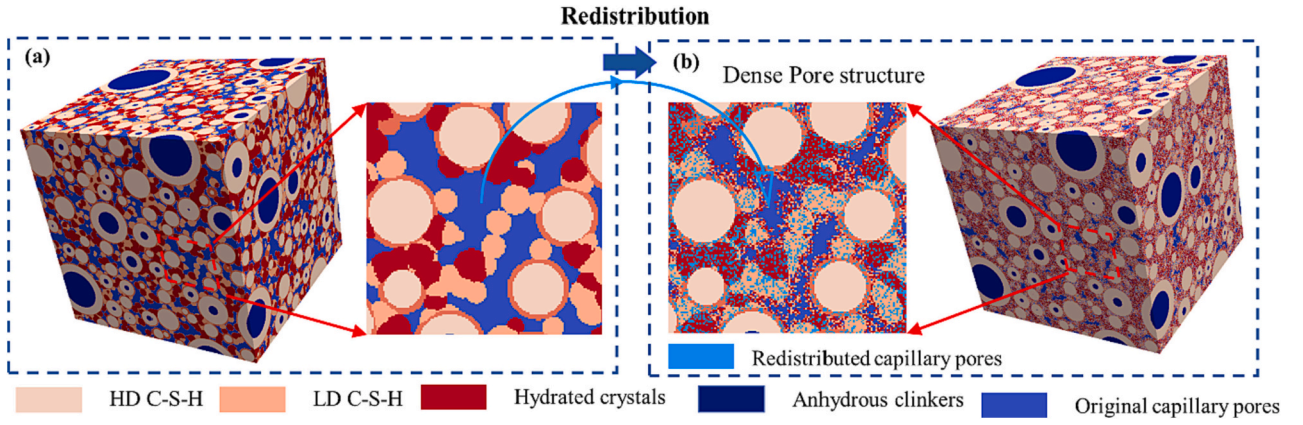 Redistribution
(a)
(b)
Dense Pore structure
Redistributed capillary pores
HD C-S-H
LD C-S-H
Hydrated crystals
Anhydrous clinkers
Original capillary pores